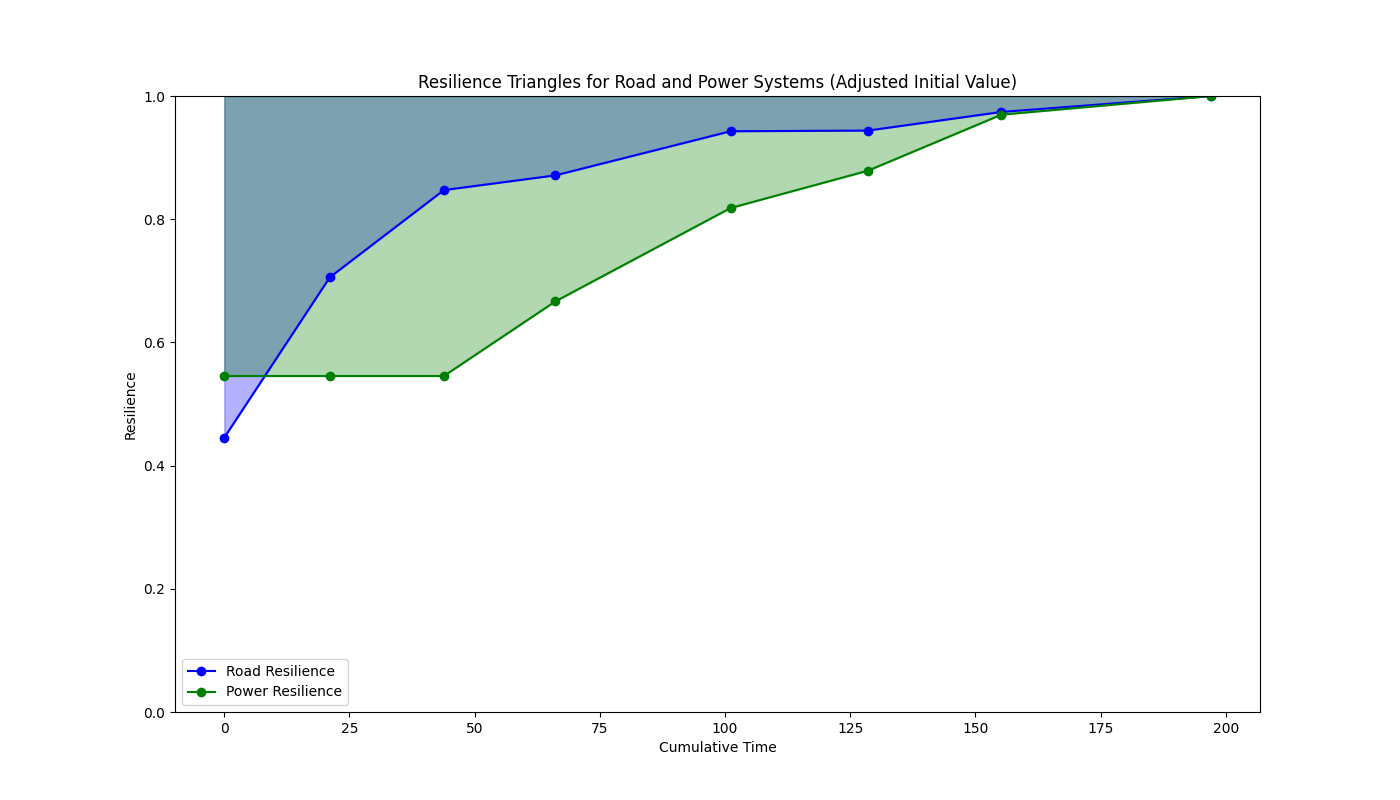 Resilience Triangles for Road and Power Systems (Adjusted Initial Value)
1.0
0.8
0.6
0.4
0.2
0.0
Resilience
Road Resilience
Power Resilience
0 25 50 75 100 125 150 175 200
Cumulative Time